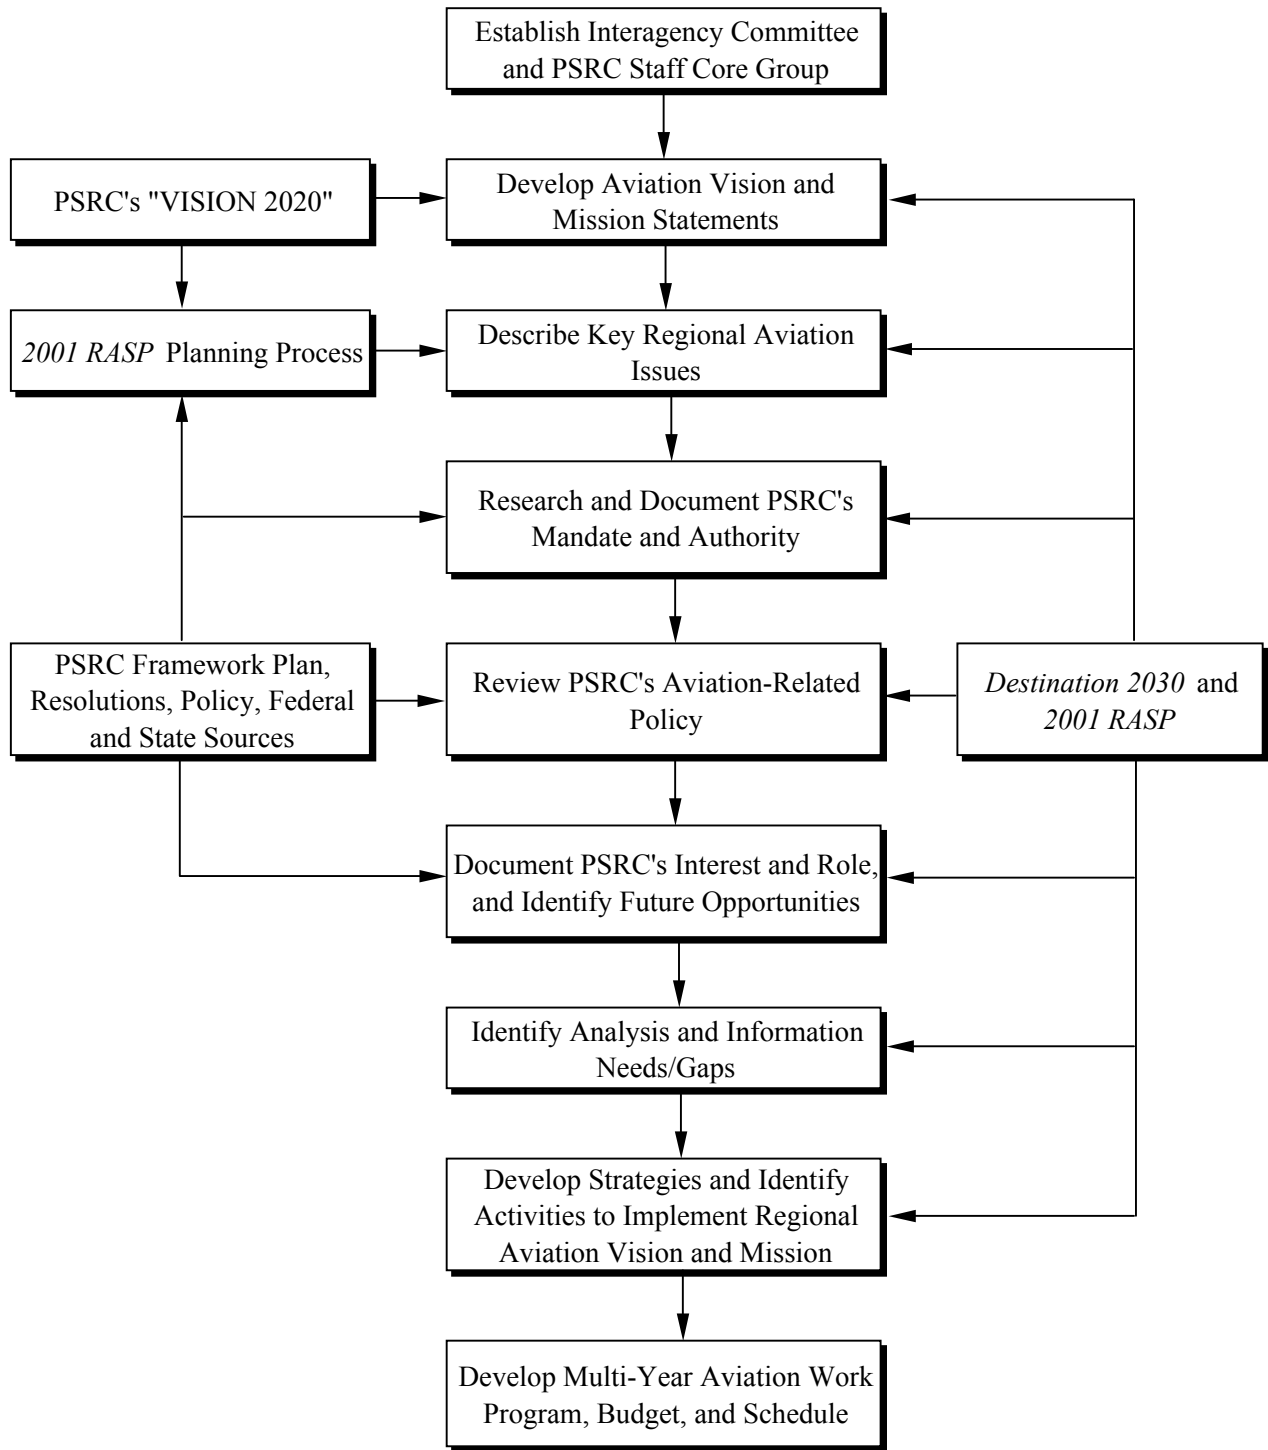 Establish Interagency Committee
and PSRC Staff Core Group
PSRC's "VISION 2020"
Develop Aviation Vision and
Mission Statements
2001 RASP Planning Process
Describe Key Regional Aviation
Issues
Research and Document PSRC's
Mandate and Authority
PSRC Framework Plan,
Resolutions, Policy, Federal
and State Sources
Review PSRC's Aviation-Related
Policy
Destination 2030 and
2001 RASP
Document PSRC's Interest and Role,
and Identify Future Opportunities
Identify Analysis and Information
Needs/Gaps
Develop Strategies and Identify
Activities to Implement Regional
Aviation Vision and Mission
Develop Multi-Year Aviation Work
Program, Budget, and Schedule